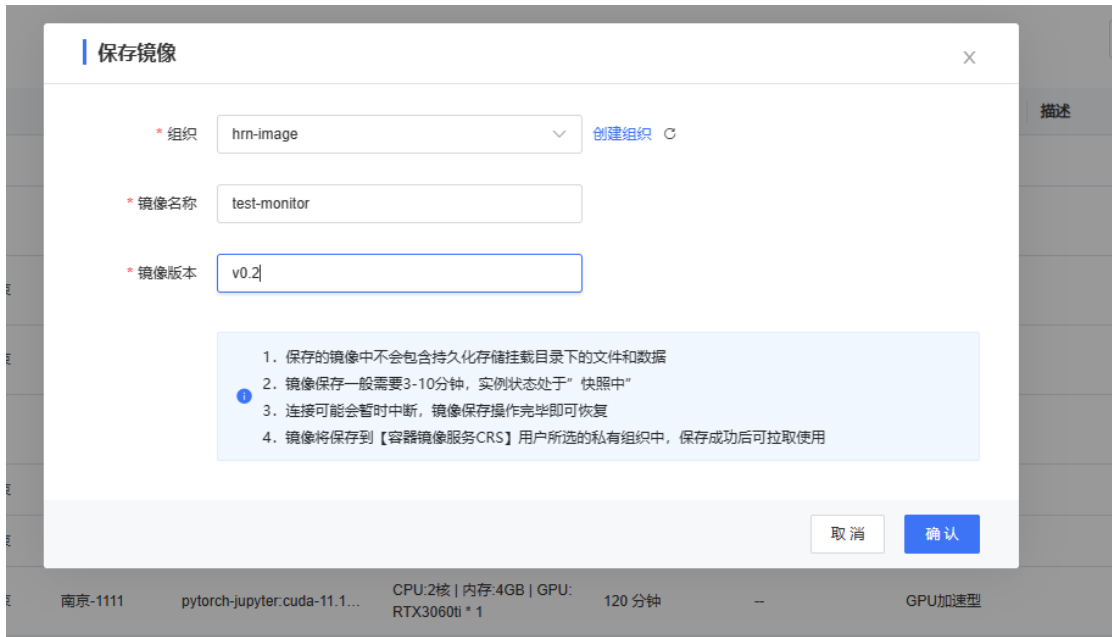 保存镜像
描述
* 组织 hrn-image 创建组织
* 镜像名称 test-monitor
* 镜像版本 v0.2
1. 保存的镜像中不会包含持久化存储挂载目录下的文件和数据
2. 镜像保存一般需要3-10分钟，实例状态处于”快照中”
3. 连接可能会暂时中断，镜像保存操作完毕即可恢复
4. 镜像将保存到【容器镜像服务CRS】用户所选的私有组织中，保存成功后可拉取使用
取消 确认
南京-1111 pytorch-jupyter:cuda-11.1... CPU:2核 | 内存:4GB | GPU: 120 分钟 -- GPU加速型
RTX3060ti * 1